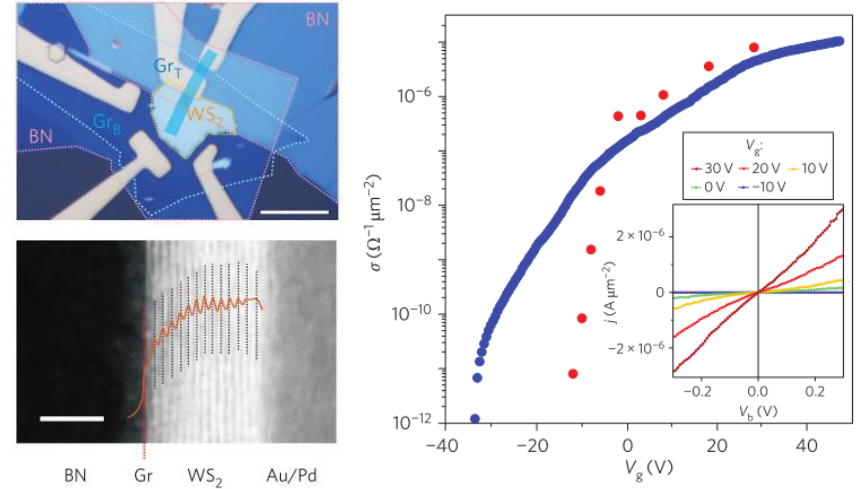 BN
Gr_T
WS₂
Gr_B
BN
BN
Gr
WS₂
Au/Pd
σ (Ω⁻¹ μm⁻²)
10⁻⁶
10⁻⁸
10⁻¹⁰
10⁻¹²
−40
−20
0
20
40
V_g (V)
V_g:
30 V
20 V
10 V
0 V
−10 V
j (A μm⁻²)
2 × 10⁻⁶
0
−2 × 10⁻⁶
−0.2
0.0
0.2
V_b (V)